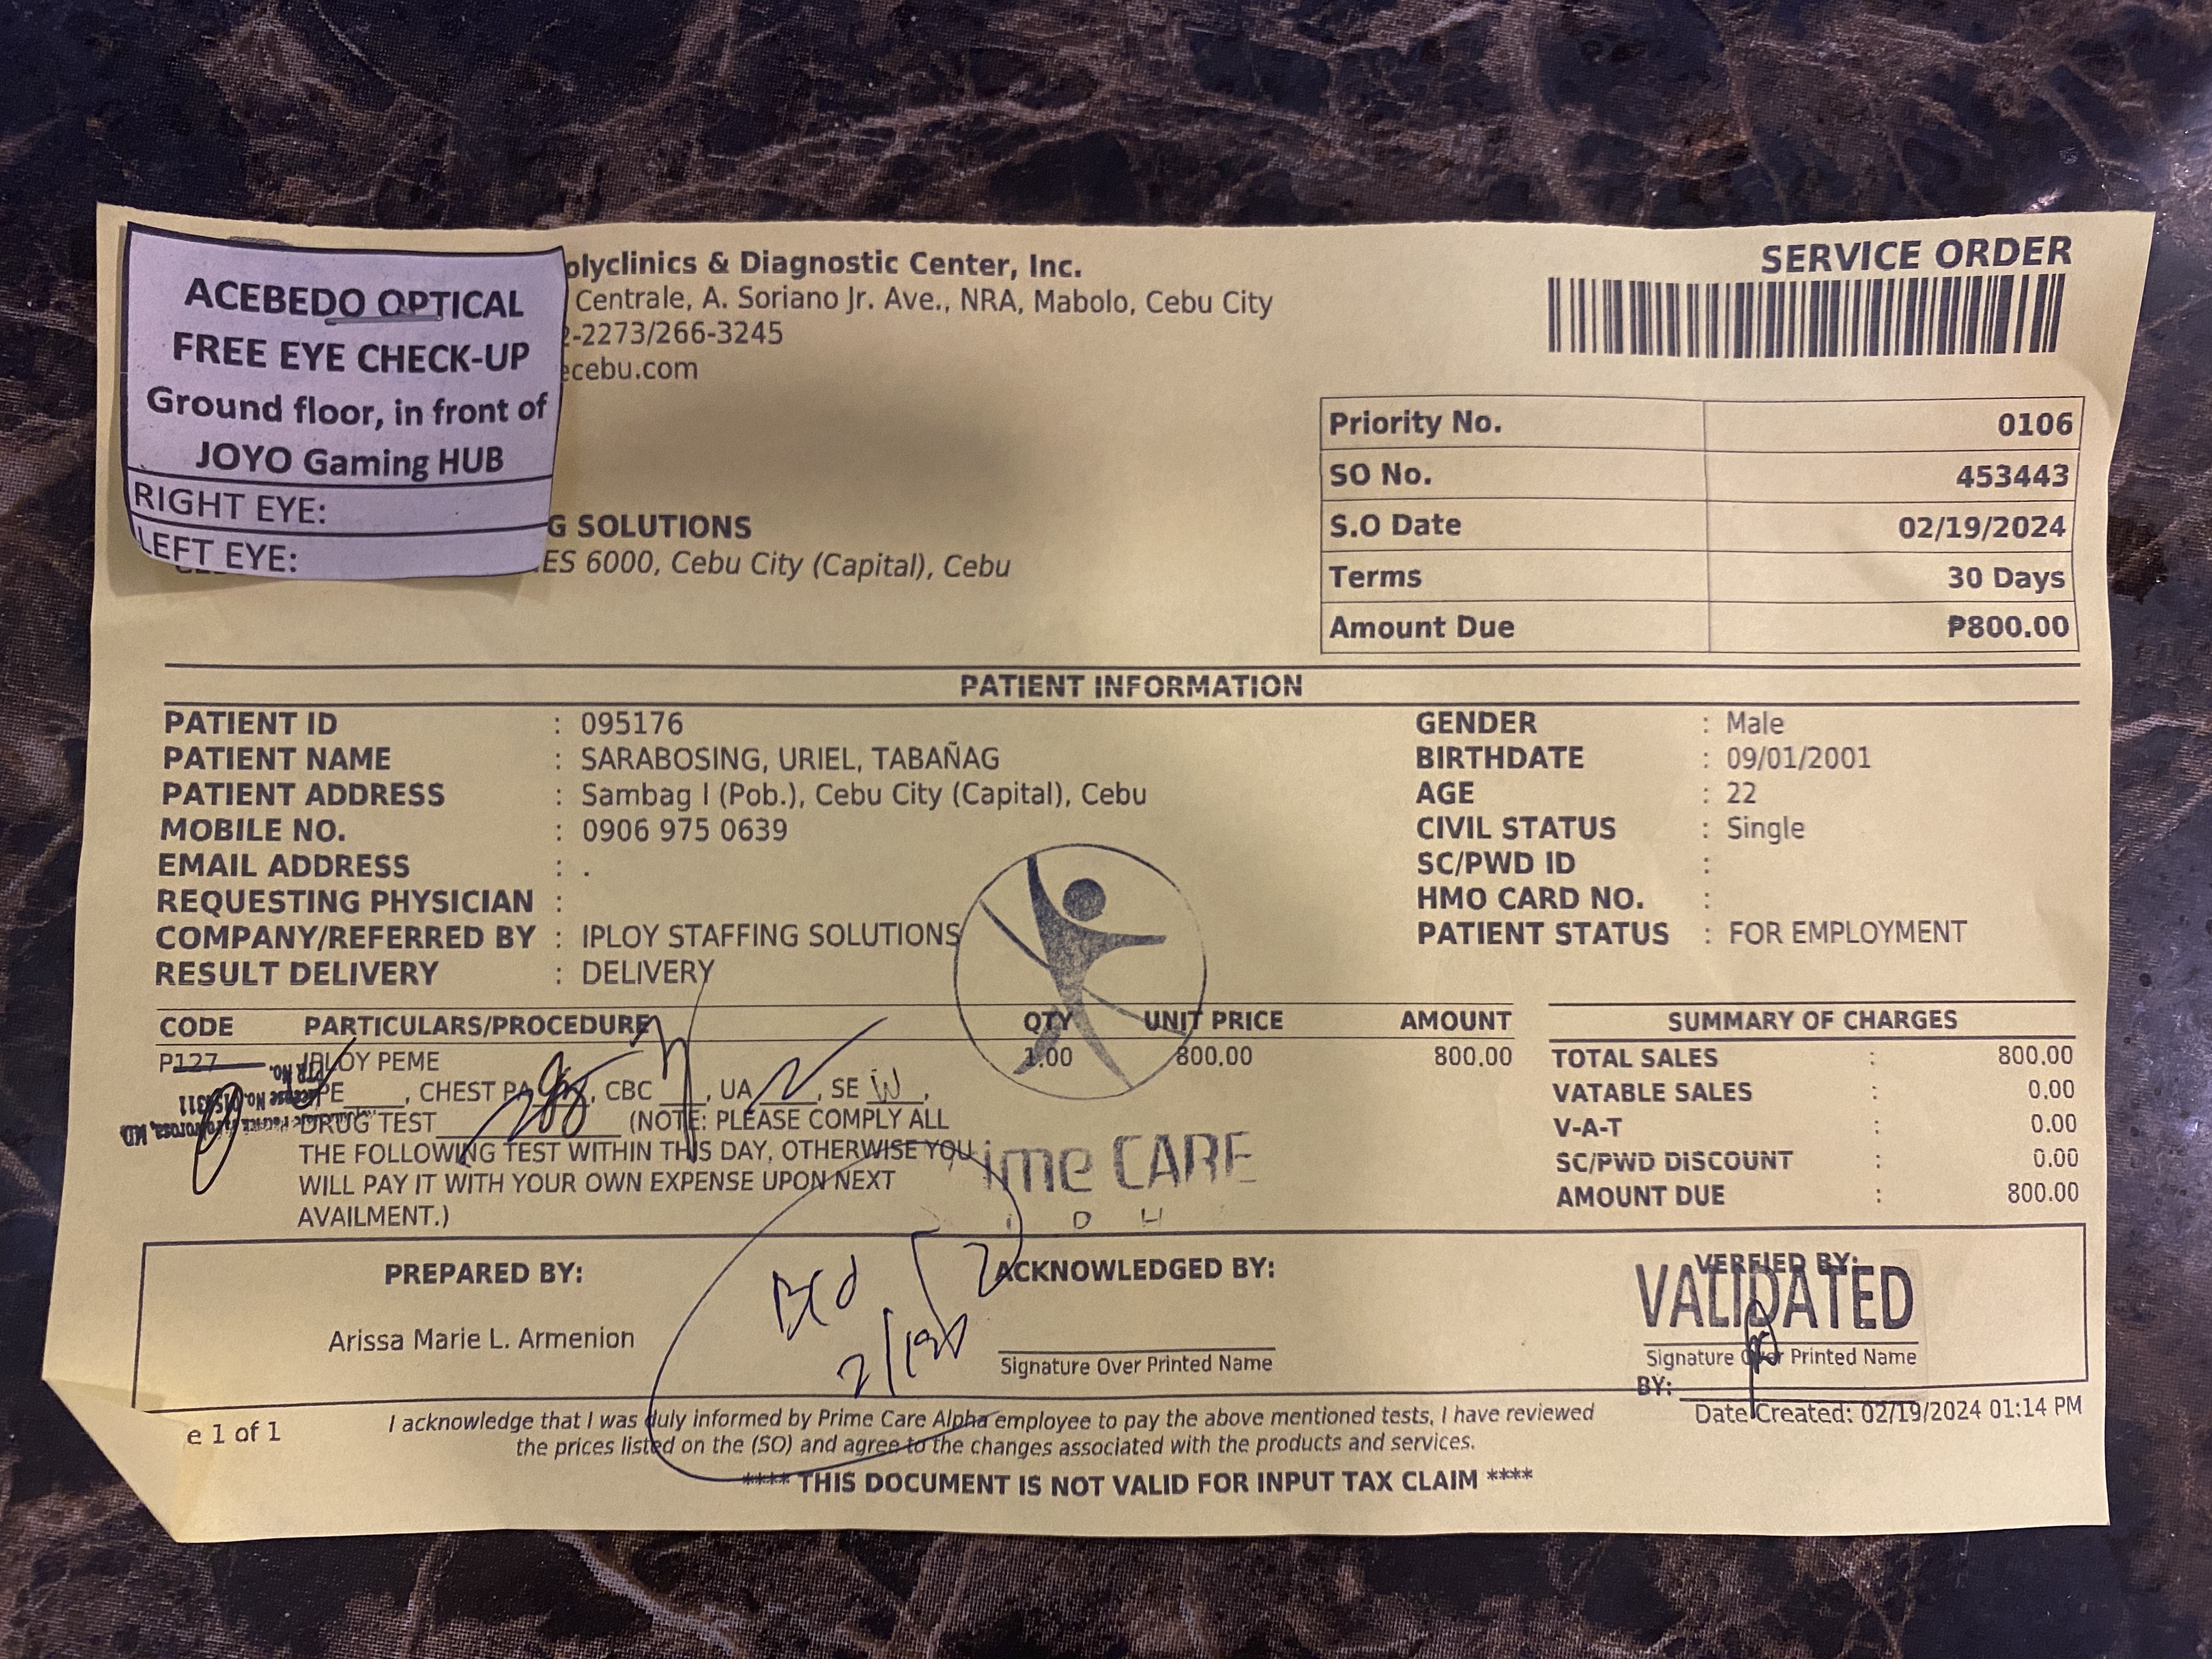 ACEBEDO OPTICAL
FREE EYE CHECK-UP
Ground floor, in front of
JOYO Gaming HUB
RIGHT EYE:
LEFT EYE:
olyclinics & Diagnostic Center, Inc.
Centrale, A. Soriano Jr. Ave., NRA, Mabolo, Cebu City
-2273/266-3245
ecebu.com
G SOLUTIONS
ES 6000, Cebu City (Capital), Cebu
SERVICE ORDER
Priority No. 0106
SO No. 453443
S.O Date 02/19/2024
Terms 30 Days
Amount Due ₱800.00
PATIENT INFORMATION
PATIENT ID : 095176
PATIENT NAME : SARABOSING, URIEL, TABAÑAG
PATIENT ADDRESS : Sambag I (Pob.), Cebu City (Capital), Cebu
MOBILE NO. : 0906 975 0639
EMAIL ADDRESS : .
REQUESTING PHYSICIAN :
COMPANY/REFERRED BY : IPLOY STAFFING SOLUTIONS
RESULT DELIVERY : DELIVERY
GENDER : Male
BIRTHDATE : 09/01/2001
AGE : 22
CIVIL STATUS : Single
SC/PWD ID :
HMO CARD NO. :
PATIENT STATUS : FOR EMPLOYMENT
CODE PARTICULARS/PROCEDURE QTY UNIT PRICE AMOUNT
P127 IPLOY PEME 1.00 800.00 800.00
PE____, CHEST PA, CBC ___, UA ____, SE ____,
DRUG TEST____________ (NOTE: PLEASE COMPLY ALL
THE FOLLOWING TEST WITHIN THIS DAY, OTHERWISE YOU
WILL PAY IT WITH YOUR OWN EXPENSE UPON NEXT
AVAILMENT.)
PTR No.
License No. 0154311
MD
ime CARE
SUMMARY OF CHARGES
TOTAL SALES : 800.00
VATABLE SALES : 0.00
V-A-T : 0.00
SC/PWD DISCOUNT : 0.00
AMOUNT DUE : 800.00
PREPARED BY:
Arissa Marie L. Armenion
ACKNOWLEDGED BY:
Signature Over Printed Name
VERFIED BY:
VALIDATED
Signature Over Printed Name
BY:
e 1 of 1
I acknowledge that I was duly informed by Prime Care Alpha employee to pay the above mentioned tests, I have reviewed
the prices listed on the (SO) and agree to the changes associated with the products and services.
Date Created: 02/19/2024 01:14 PM
**** THIS DOCUMENT IS NOT VALID FOR INPUT TAX CLAIM ****